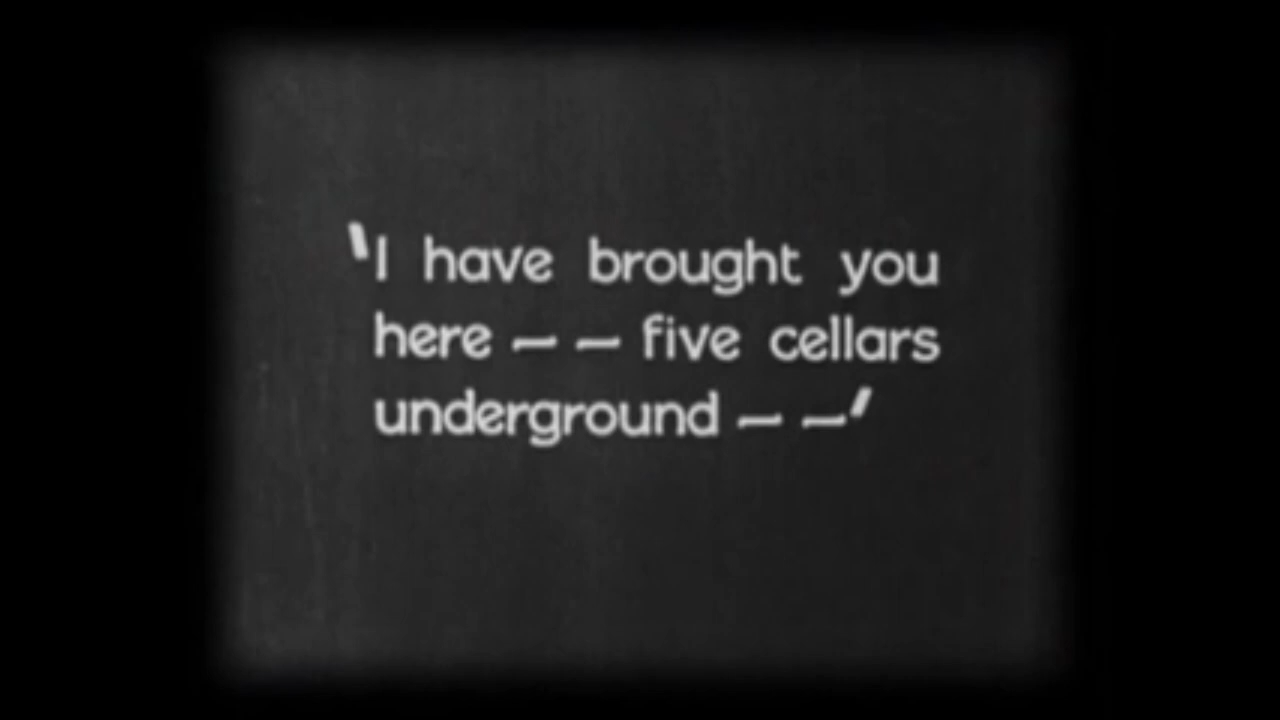 "I have brought you
here — — five cellars
underground — —"